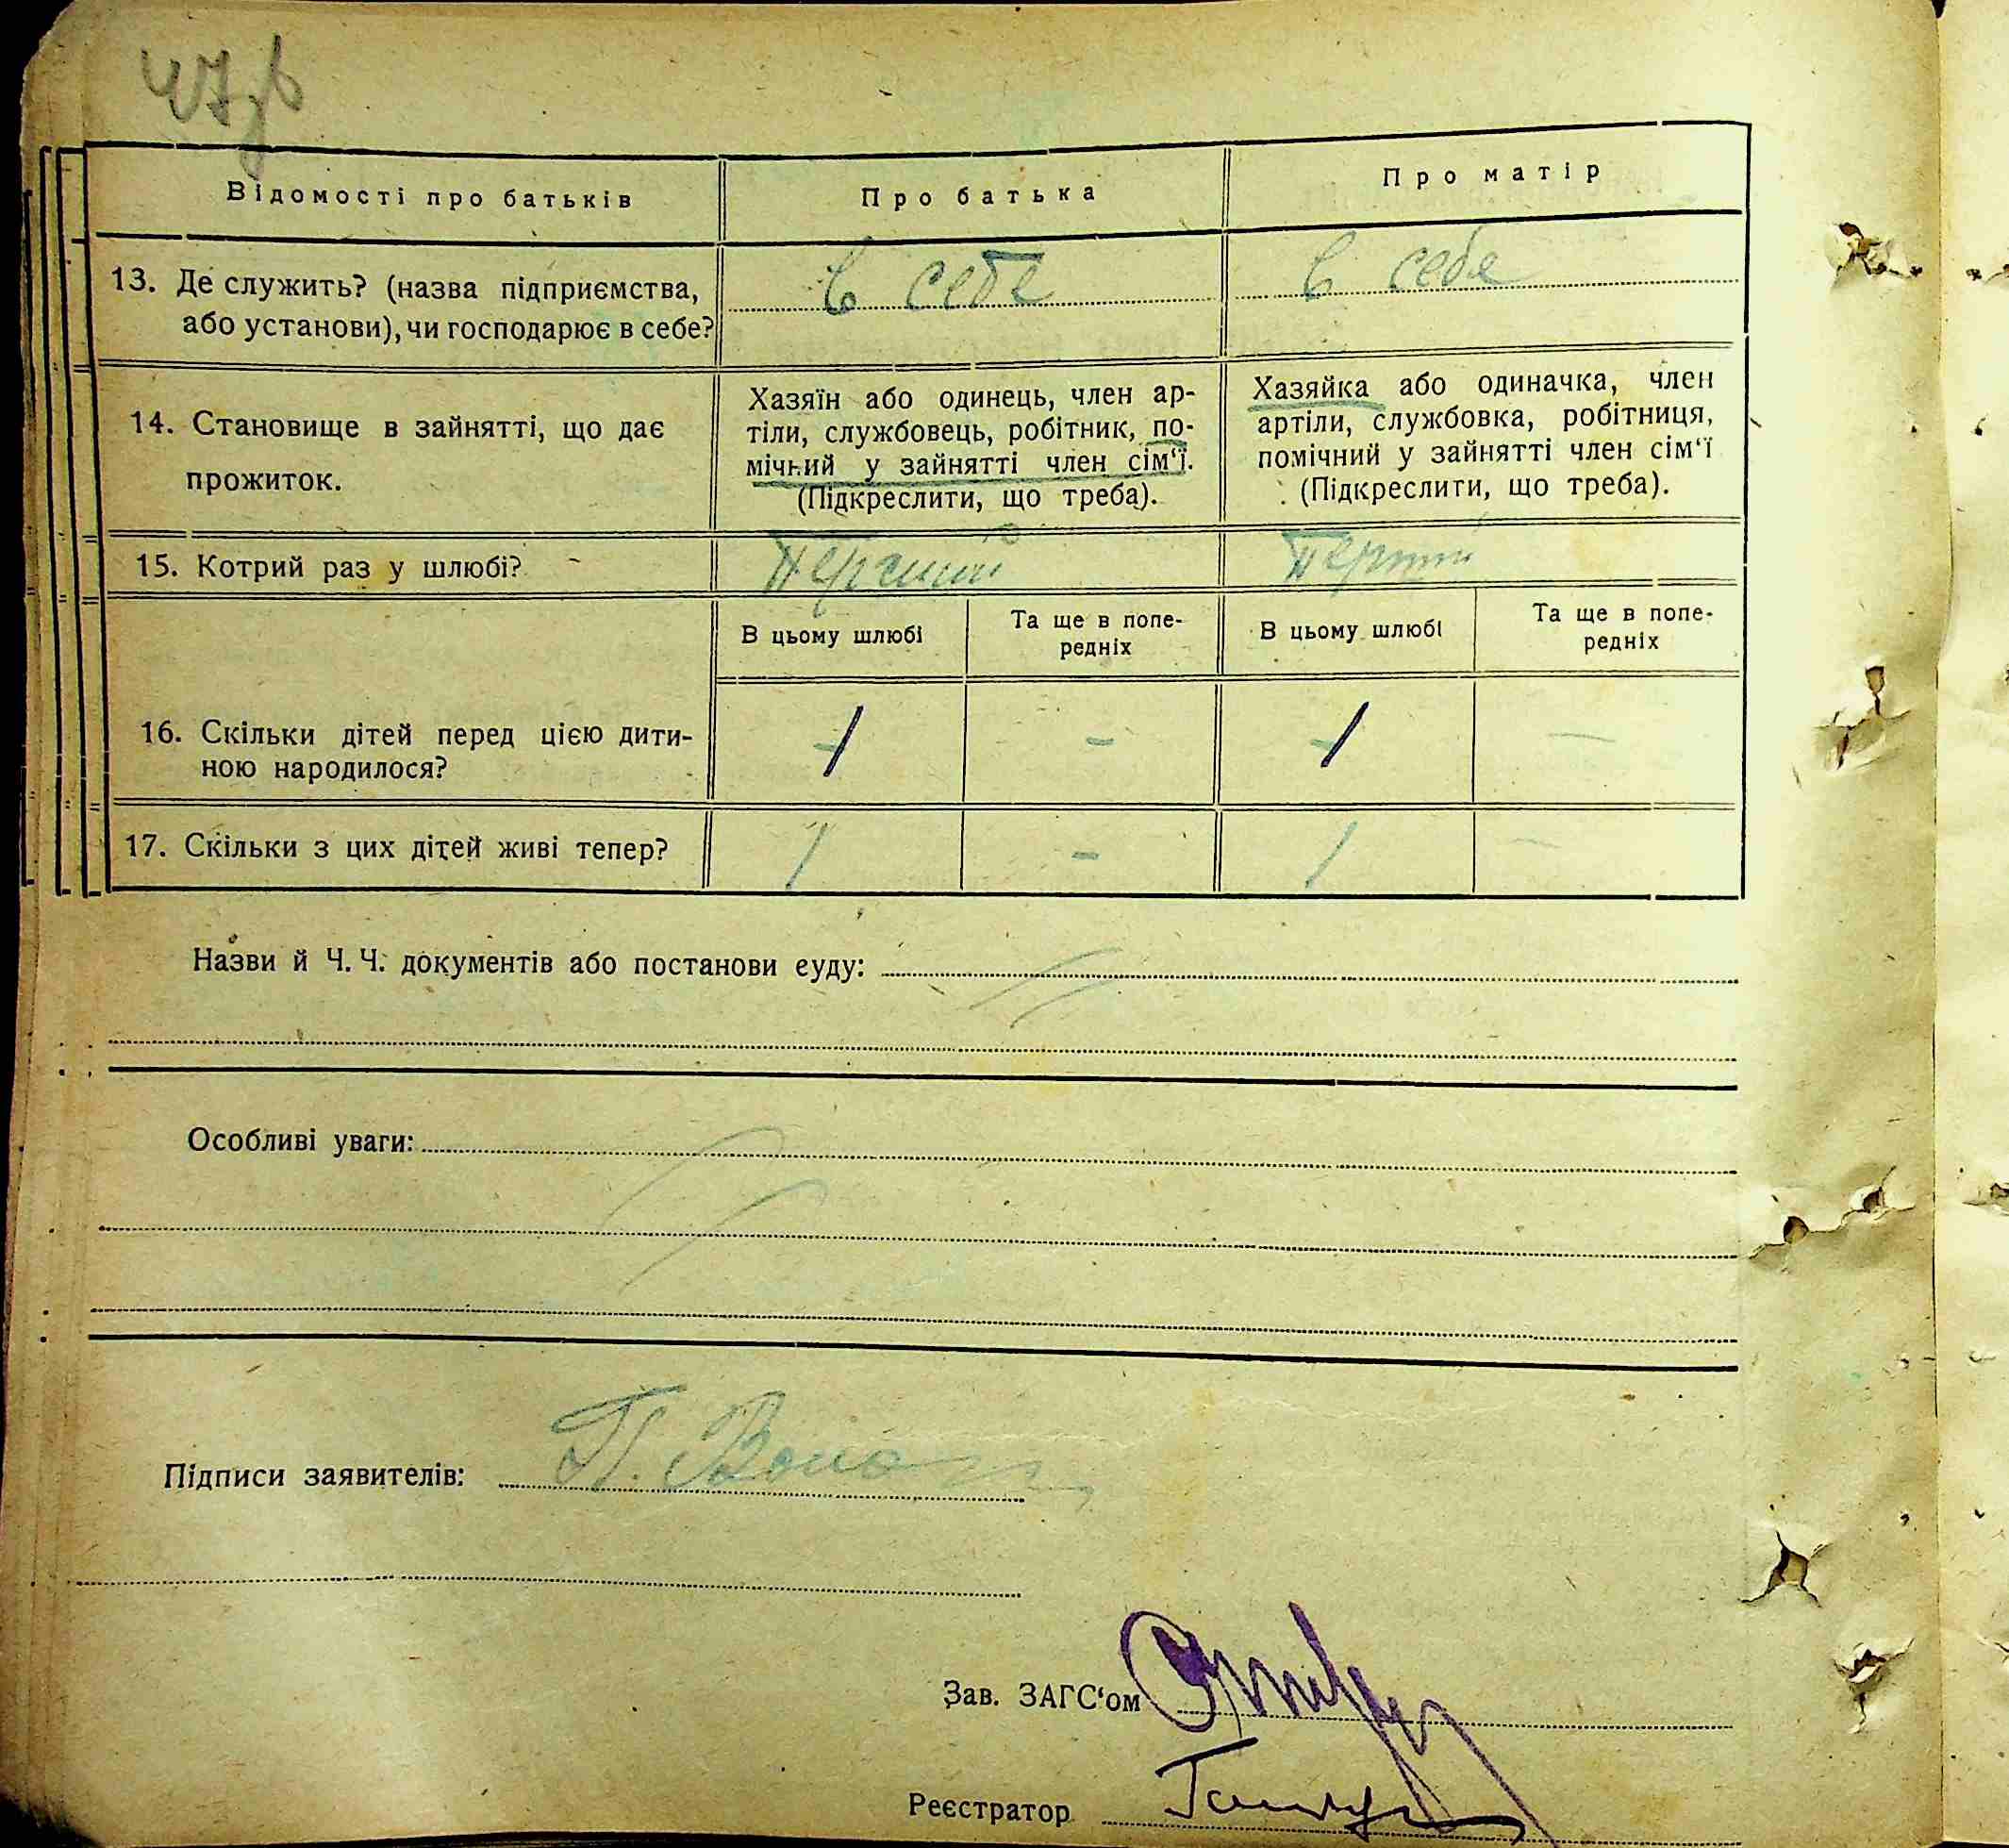 47зв
Відомості про батьків
Про батька
Про матір
13. Де служить? (назва підприємства,
або установи), чи господарює в себе?
в себе
в себе
14. Становище в зайнятті, що дає
прожиток.
Хазяїн або одинець, член ар-
тіли, службовець, робітник, по-
мічний у зайнятті член сім‘ї.
(Підкреслити, що треба).
Хазяйка або одиначка, член
артіли, службовка, робітниця,
помічний у зайнятті член сім‘ї
(Підкреслити, що треба).
15. Котрий раз у шлюбі?
Перший
Перший
В цьому шлюбі
Та ще в попе-
редніх
В цьому шлюбі
Та ще в попе-
редніх
16. Скільки дітей перед цією дити-
ною народилося?
1
-
1
-
17. Скільки з цих дітей живі тепер?
1
-
1
-
Назви й Ч. Ч. документів або постанови суду:
Особливі уваги:
Підписи заявителів:
П.
Зав. ЗАГС‘ом
Реєстратор